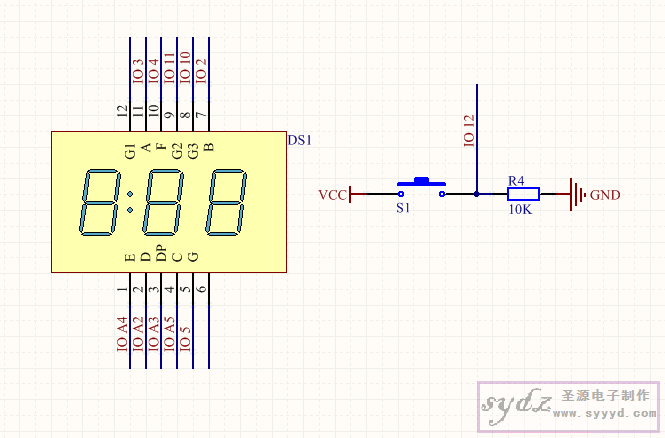 IO 3 IO 4 IO 11 IO 10 IO 2
12 11 10 9 8 7
G1 A F G2 G3 B
DS1
8:88
E D DP C G
1 2 3 4 5 6
IO A4 IO A2 IO A3 IO A5 IO 5
IO 12
VCC
S1
R4
10K
GND
sydz 圣源电子制作
www.syyyd.com